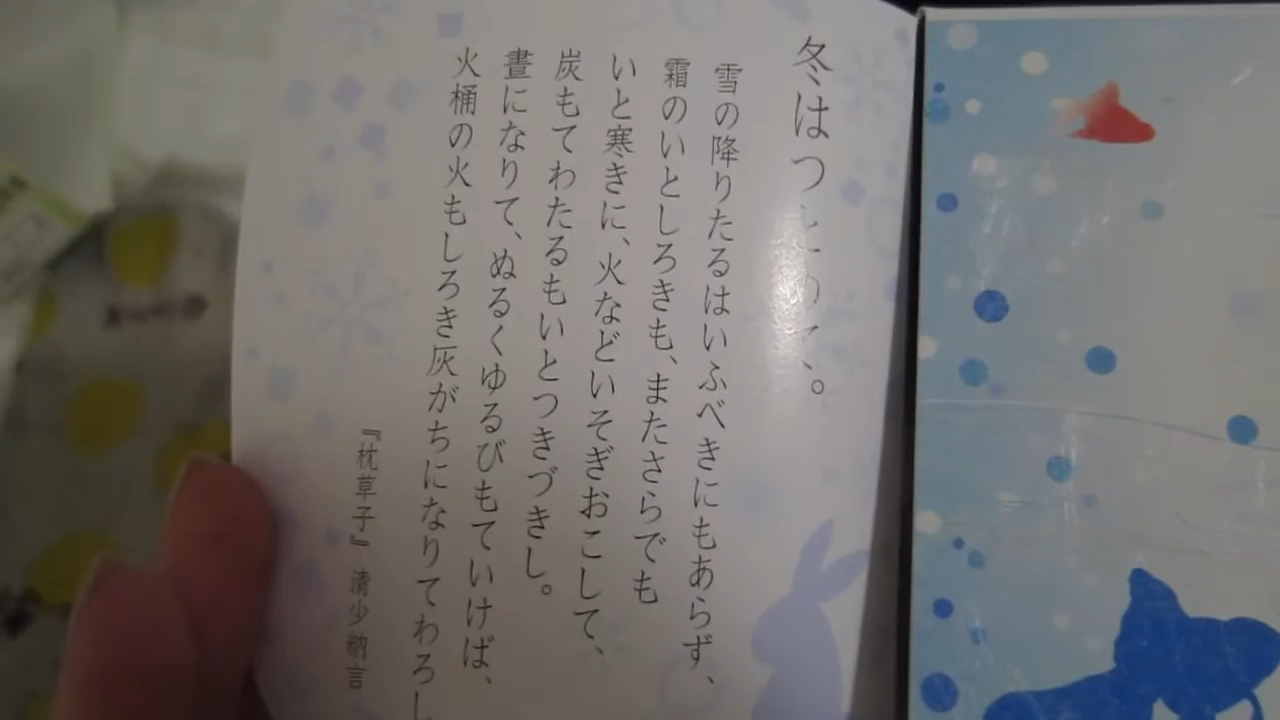 冬はつとめて。
雪の降りたるはいふべきにもあらず、
霜のいとしろきも、またさらでも
いと寒きに、火などいそぎおこして、
炭もてわたるもいとつきづきし。
晝になりて、ぬるくゆるびもていけば、
火桶の火もしろき灰がちになりてわろし
『枕草子』 清少納言